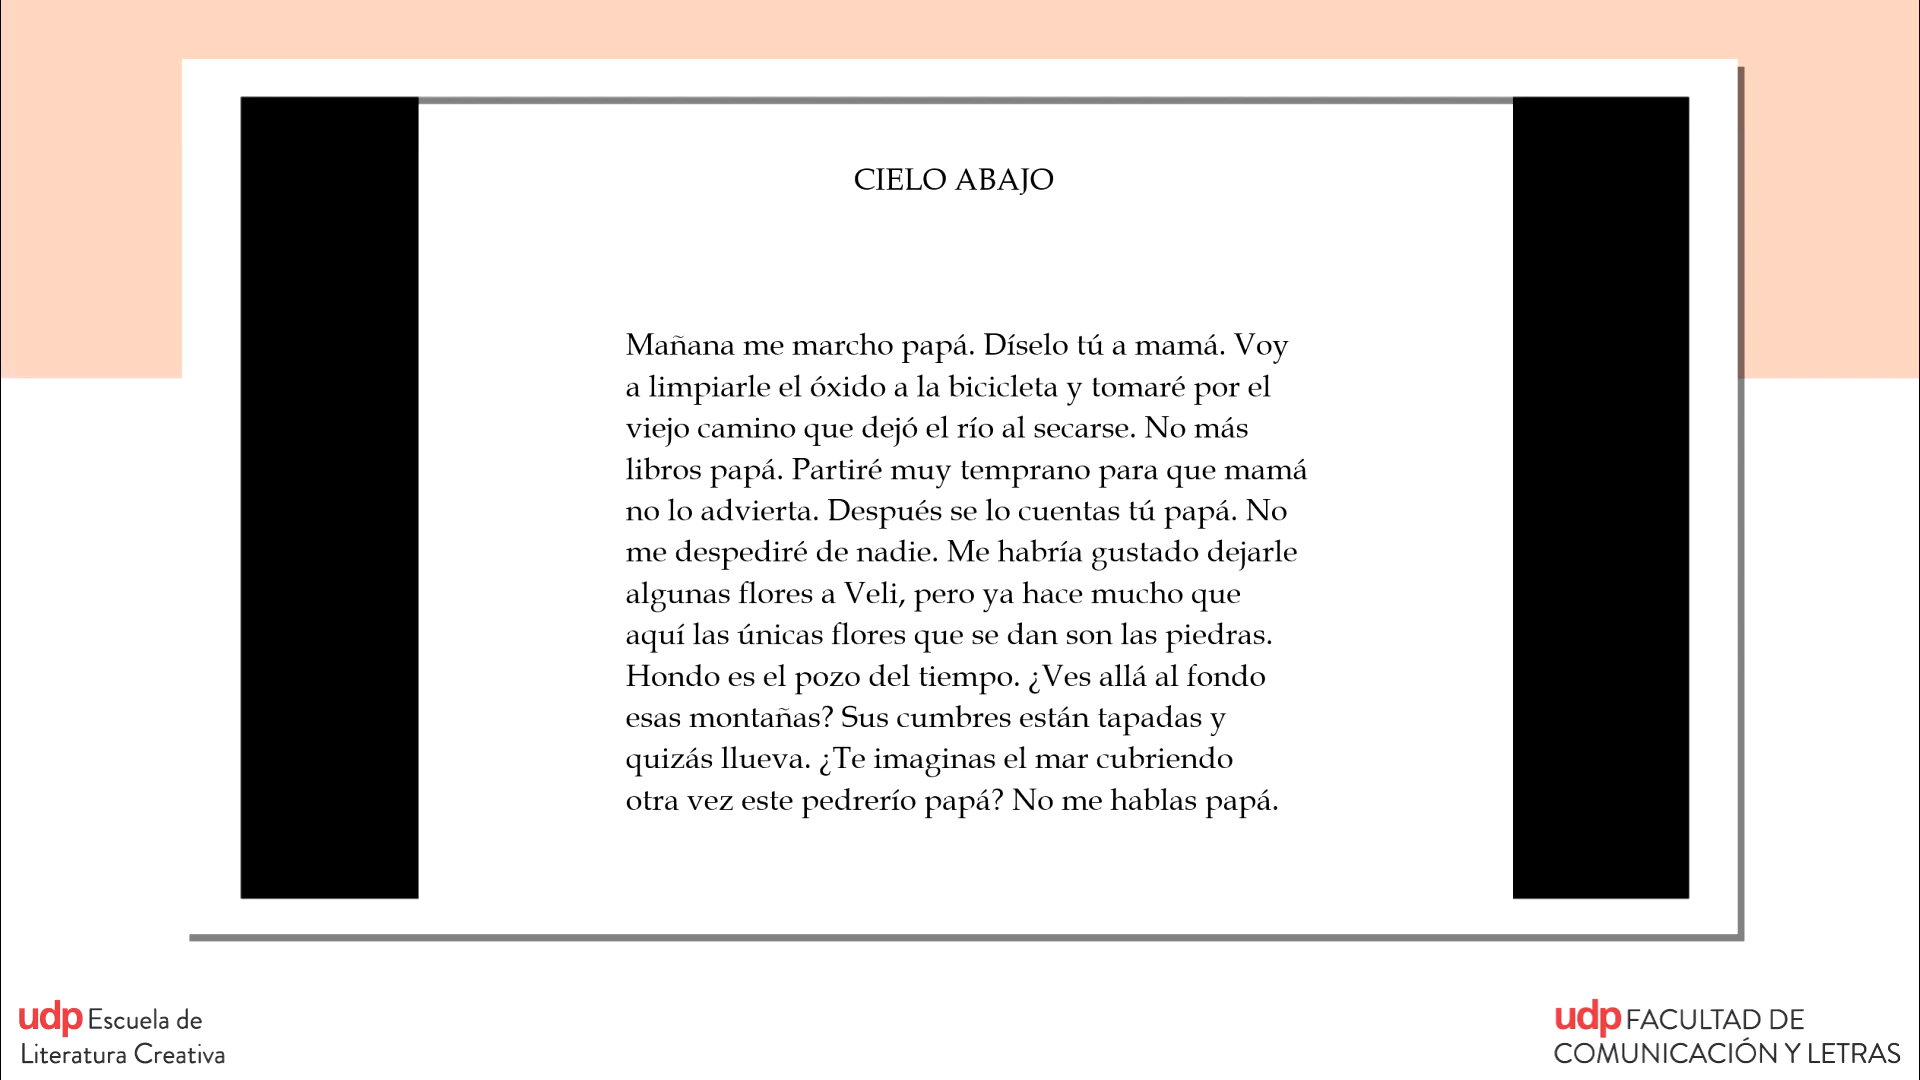 CIELO ABAJO
Mañana me marcho papá. Díselo tú a mamá. Voy
a limpiarle el óxido a la bicicleta y tomaré por el
viejo camino que dejó el río al secarse. No más
libros papá. Partiré muy temprano para que mamá
no lo advierta. Después se lo cuentas tú papá. No
me despediré de nadie. Me habría gustado dejarle
algunas flores a Veli, pero ya hace mucho que
aquí las únicas flores que se dan son las piedras.
Hondo es el pozo del tiempo. ¿Ves allá al fondo
esas montañas? Sus cumbres están tapadas y
quizás llueva. ¿Te imaginas el mar cubriendo
otra vez este pedrerío papá? No me hablas papá.
udp Escuela de
Literatura Creativa
udp FACULTAD DE
COMUNICACIÓN Y LETRAS